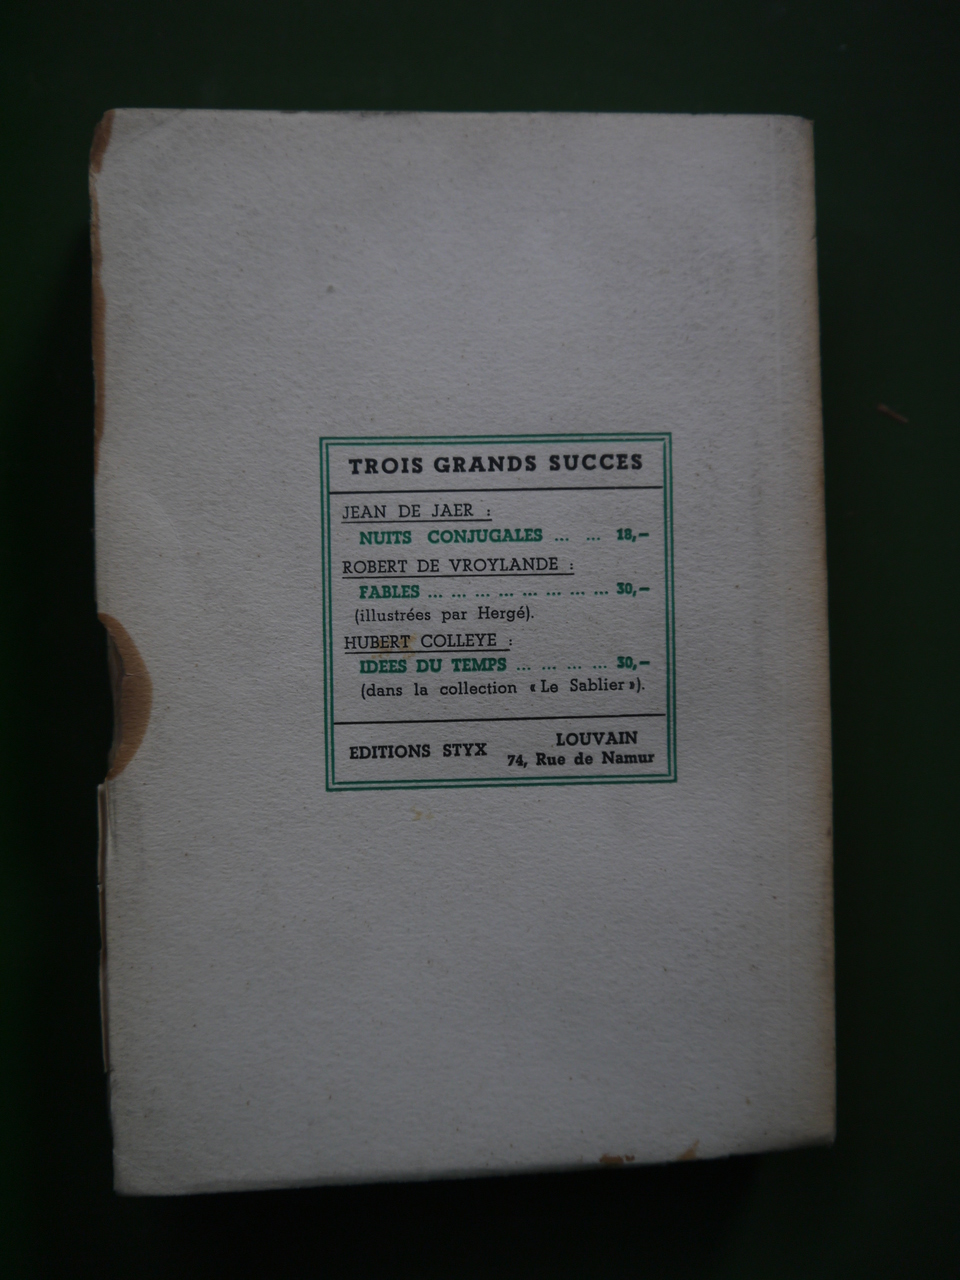 TROIS GRANDS SUCCES
JEAN DE JAER :
NUITS CONJUGALES ... ... 18,—
ROBERT DE VROYLANDE :
FABLES ... ... ... ... ... ... ... ... 30,—
(illustrées par Hergé).
HUBERT COLLEYE :
IDEES DU TEMPS ... ... ... ... 30,—
(dans la collection « Le Sablier »).
EDITIONS STYX
LOUVAIN
74, Rue de Namur